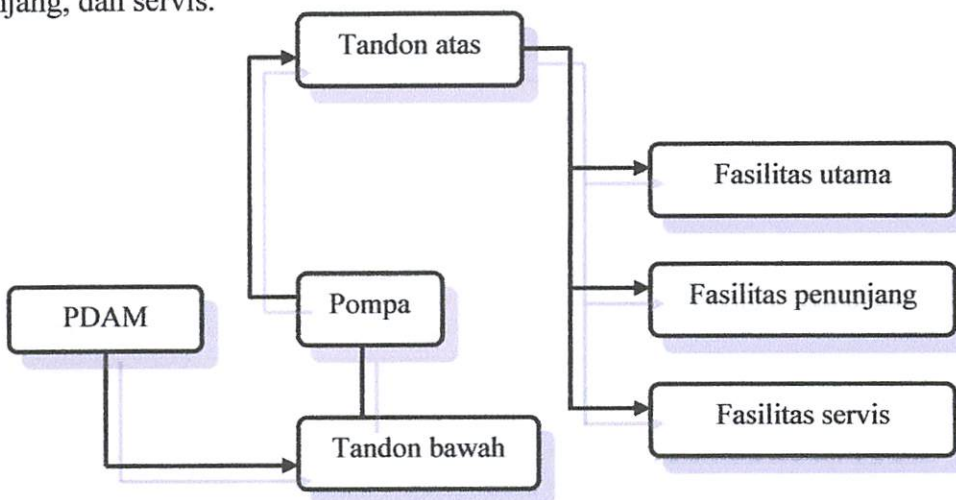 njang, dan servis.
Tandon atas
Fasilitas utama
Pompa
Fasilitas penunjang
PDAM
Fasilitas servis
Tandon bawah